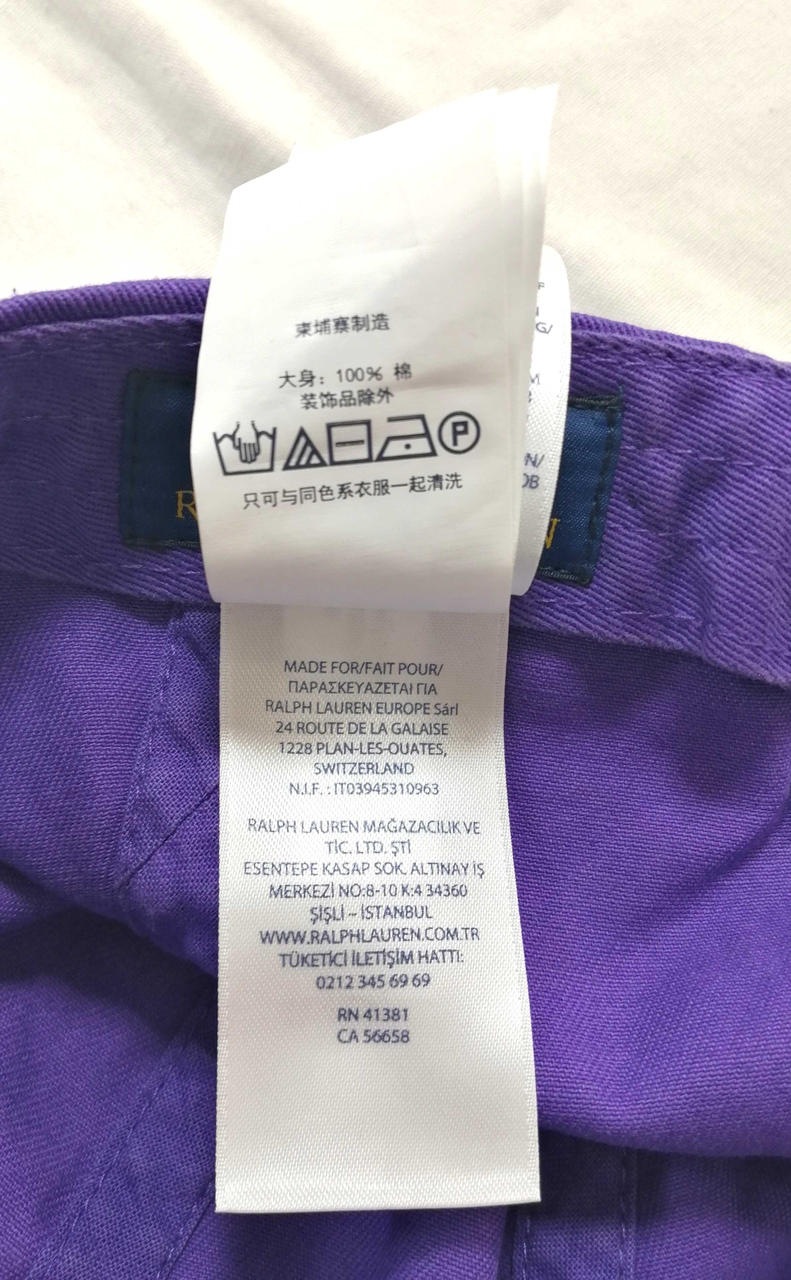 柬埔寨制造
大身：100% 棉
装饰品除外
P
只可与同色系衣服一起清洗
MADE FOR/FAIT POUR/
ΠΑΡΑΣΚΕΥΑΖΕΤΑΙ ΓΙΑ
RALPH LAUREN EUROPE Sárl
24 ROUTE DE LA GALAISE
1228 PLAN-LES-OUATES,
SWITZERLAND
N.I.F. : IT03945310963
RALPH LAUREN MAĞAZACILIK VE
TİC. LTD. ŞTİ
ESENTEPE KASAP SOK. ALTINAY İŞ
MERKEZİ NO:8-10 K:4 34360
ŞİŞLİ – İSTANBUL
WWW.RALPHLAUREN.COM.TR
TÜKETİCİ İLETİŞİM HATTI:
0212 345 69 69
RN 41381
CA 56658